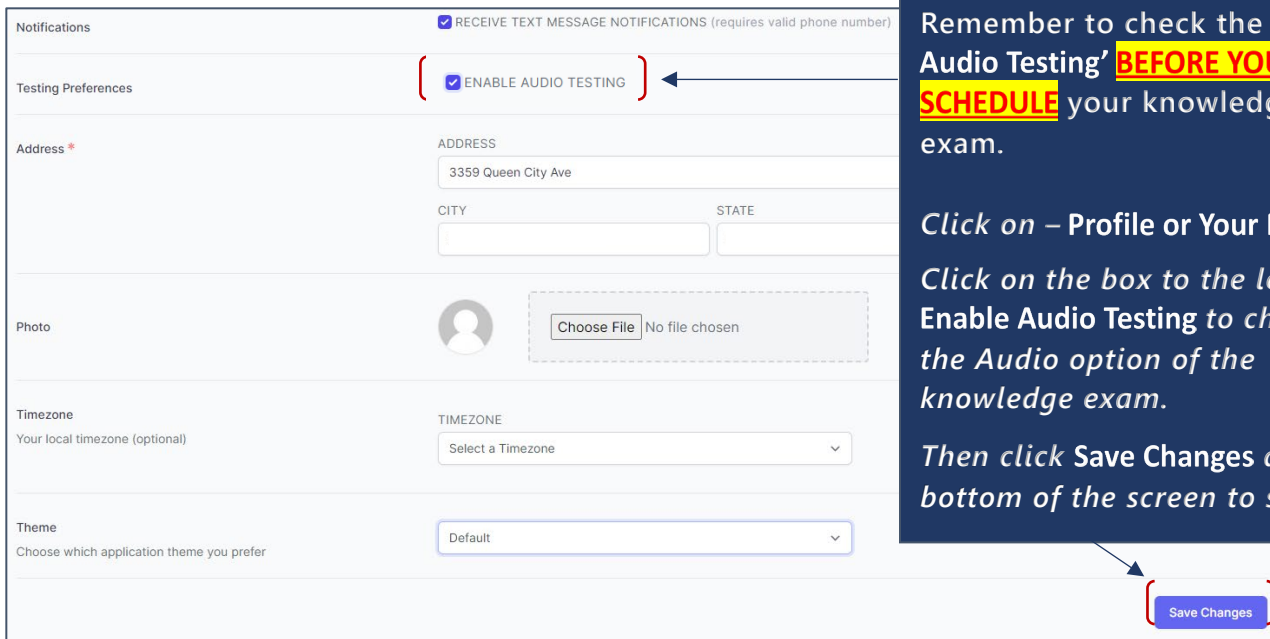 Notifications
RECEIVE TEXT MESSAGE NOTIFICATIONS (requires valid phone number)
Testing Preferences
ENABLE AUDIO TESTING
Address *
ADDRESS
3359 Queen City Ave
CITY STATE
Photo
Choose File No file chosen
Timezone
Your local timezone (optional)
TIMEZONE
Select a Timezone
Theme
Choose which application theme you prefer
Default
Save Changes
Remember to check the
Audio Testing’ BEFORE
SCHEDULE your
exam.
Click on – Profile or Your
Click on the box to the
Enable Audio Testing to
the Audio option of the
knowledge exam.
Then click Save Changes
bottom of the screen to